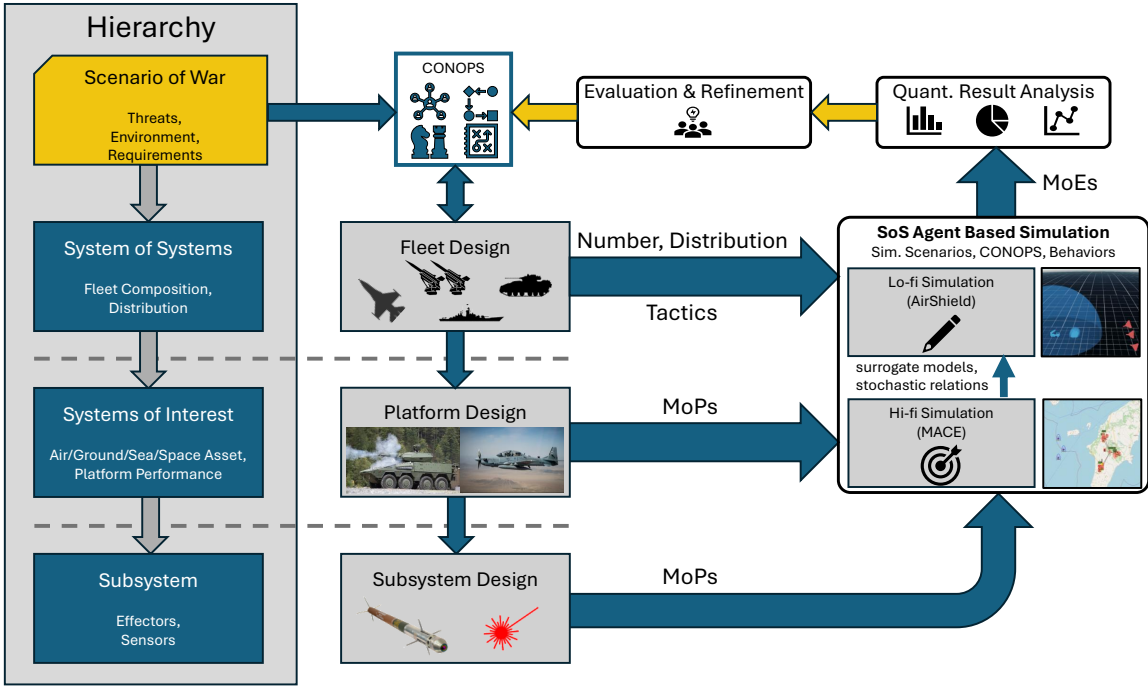 Hierarchy
Scenario of War
Threats,
Environment,
Requirements
System of Systems
Fleet Composition,
Distribution
Systems of Interest
Air/Ground/Sea/Space Asset,
Platform Performance
Subsystem
Effectors,
Sensors
CONOPS
Evaluation & Refinement
Quant. Result Analysis
MoEs
Fleet Design
Number, Distribution
Tactics
Platform Design
MoPs
Subsystem Design
MoPs
SoS Agent Based Simulation
Sim. Scenarios, CONOPS, Behaviors
Lo-fi Simulation
(AirShield)
surrogate models,
stochastic relations
Hi-fi Simulation
(MACE)